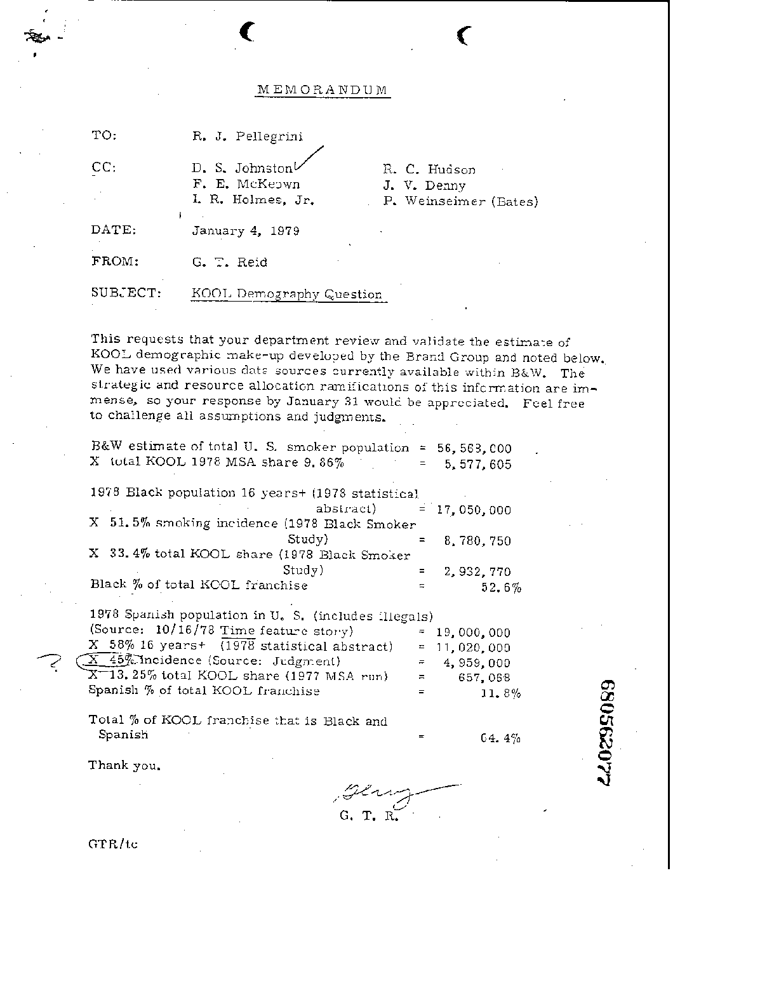 MEMORANDUM
TO: R. J. Pellegrini
CC: D. S. Johnston R. C. Hudson
F. E. McKeown J. V. Denny
I. R. Holmes, Jr. P. Weinseimer (Bates)
DATE: January 4, 1979
FROM: G. T. Reid
SUBJECT: KOOL Demography Question
This requests that your department review and validate the estimate of
KOOL demographic make-up developed by the Brand Group and noted below.
We have used various data sources currently available within B&W. The
strategic and resource allocation ramifications of this information are im-
mense, so your response by January 31 would be appreciated. Feel free
to challenge all assumptions and judgments.
B&W estimate of total U. S. smoker population = 56,568,000
X total KOOL 1978 MSA share 9.86% = 5,577,605
1978 Black population 16 years+ (1978 statistical
abstract) = 17,050,000
X 51.5% smoking incidence (1978 Black Smoker
Study) = 8,780,750
X 33.4% total KOOL share (1978 Black Smoker
Study) = 2,932,770
Black % of total KOOL franchise = 52.6%
1978 Spanish population in U. S. (includes illegals)
(Source: 10/16/78 Time feature story) = 19,000,000
X 58% 16 years+ (1978 statistical abstract) = 11,020,000
? X 45% Incidence (Source: Judgment) = 4,959,000
X 13.25% total KOOL share (1977 MSA run) = 657,068
Spanish % of total KOOL franchise = 11.8%
Total % of KOOL franchise that is Black and
Spanish = 64.4%
Thank you.
G. T. R.
GTR/tc
680562077